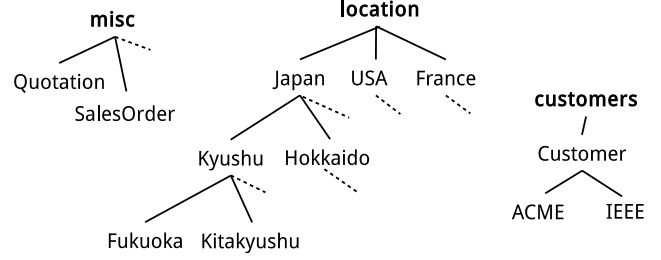 misc
Quotation
SalesOrder
location
Japan USA France
Kyushu Hokkaido
Fukuoka Kitakyushu
customers
Customer
ACME IEEE